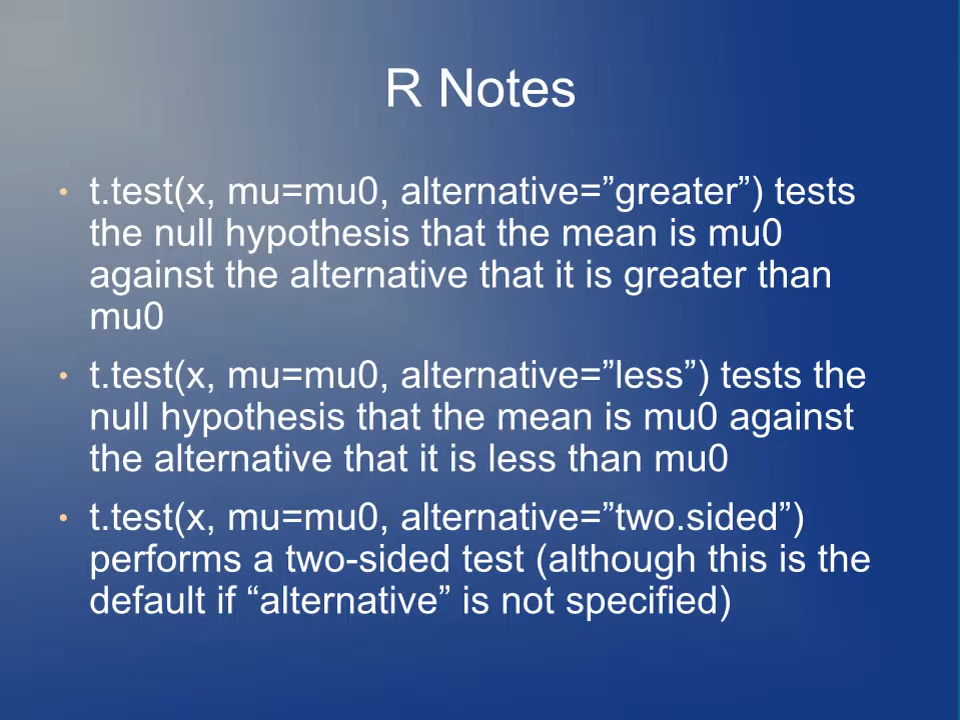 R Notes
• t.test(x, mu=mu0, alternative=”greater”) tests
the null hypothesis that the mean is mu0
against the alternative that it is greater than
mu0
• t.test(x, mu=mu0, alternative=”less”) tests the
null hypothesis that the mean is mu0 against
the alternative that it is less than mu0
• t.test(x, mu=mu0, alternative=”two.sided”)
performs a two-sided test (although this is the
default if “alternative” is not specified)